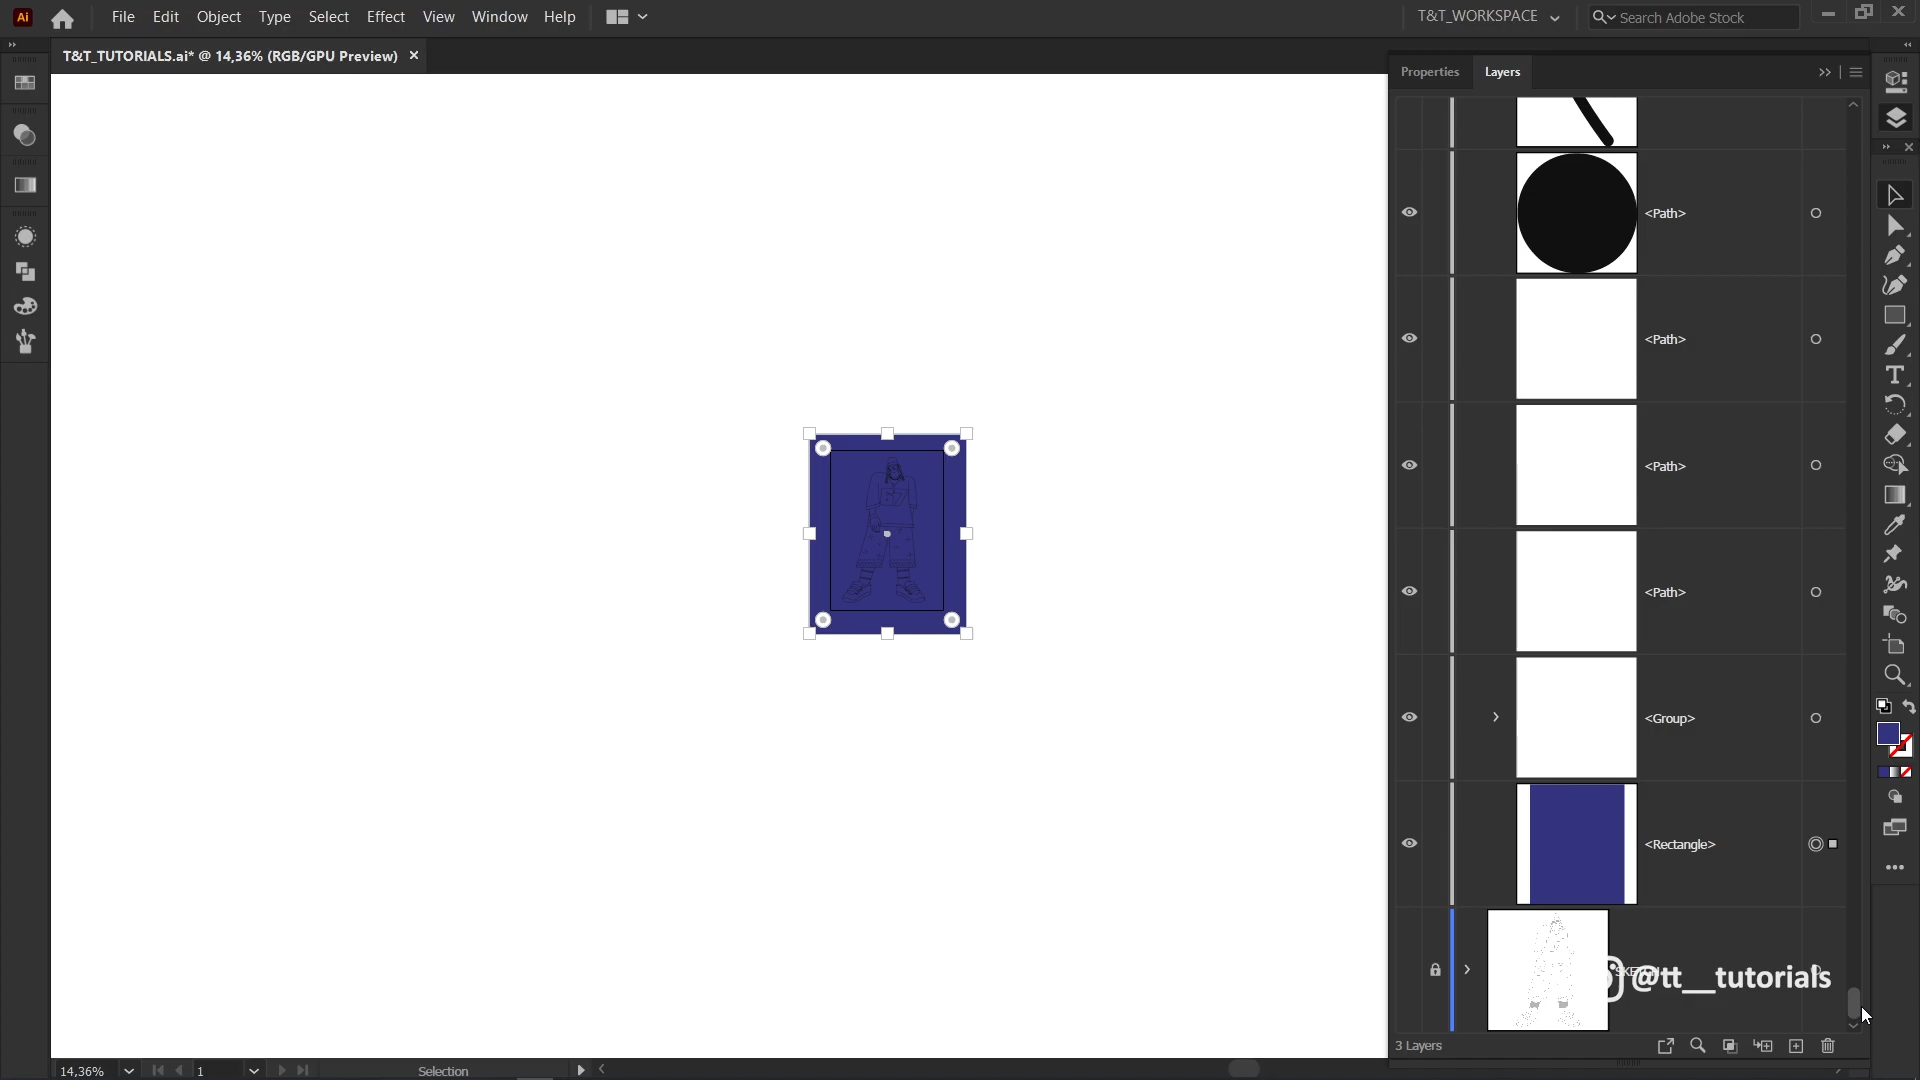 Ai File Edit Object Type Select Effect View Window Help
T&T_WORKSPACE
Search Adobe Stock
T&T_TUTORIALS.ai* @ 14,36% (RGB/GPU Preview)
Properties Layers
<Path>
<Path>
<Path>
<Path>
<Group>
<Rectangle>
@tt__tutorials
3 Layers
14,36% 1 Selection